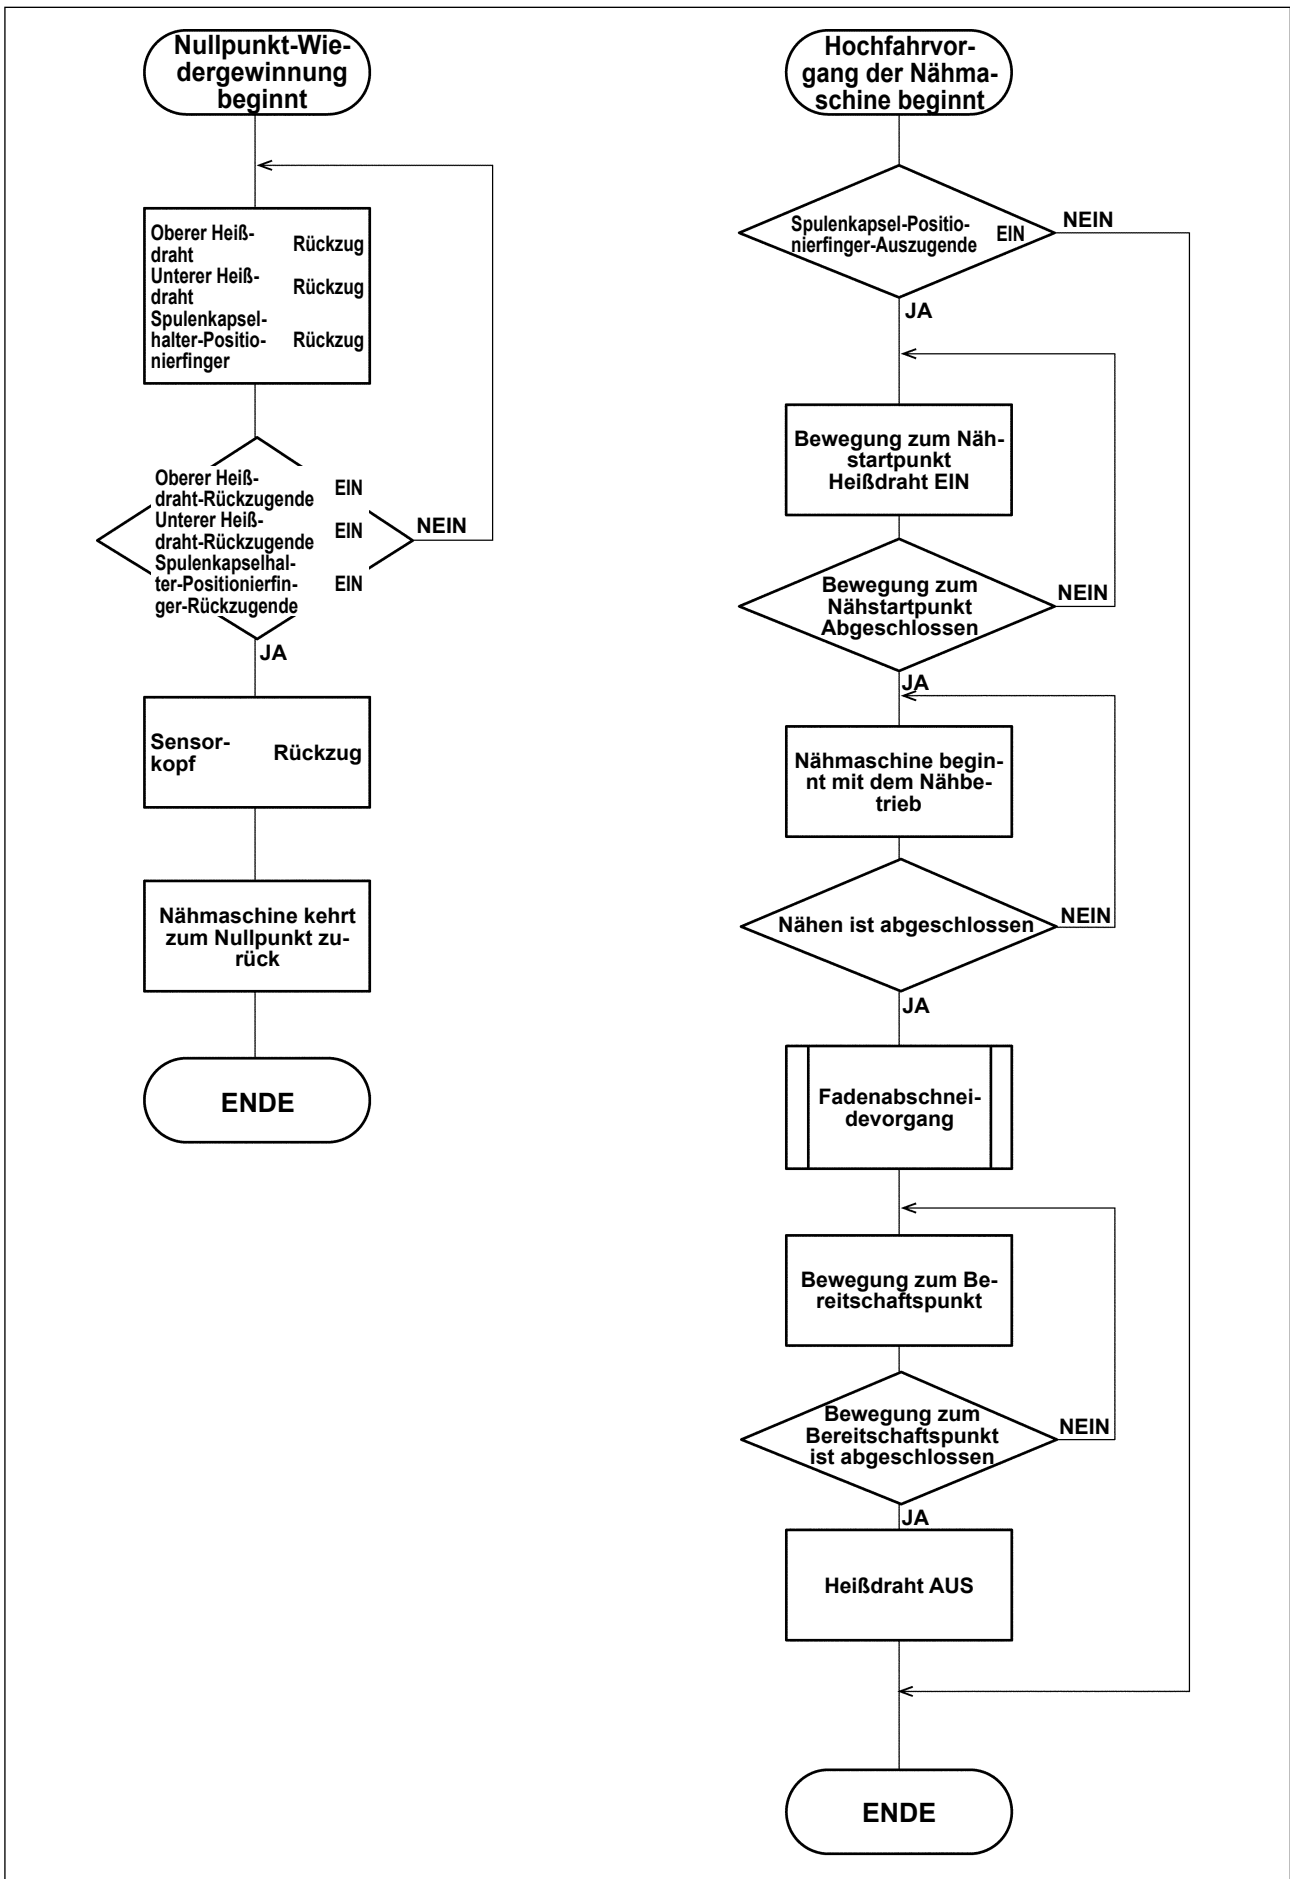 Nullpunkt-Wie-
dergewinnung
beginnt
Oberer Heiß-
draht
Rückzug
Unterer Heiß-
draht
Rückzug
Spulenkapsel-
halter-Positio-
nierfinger
Rückzug
Oberer Heiß-
draht-Rückzugende
EIN
Unterer Heiß-
draht-Rückzugende
EIN
Spulenkapselhal-
ter-Positionierfin-
ger-Rückzugende
EIN
NEIN
JA
Sensor-
kopf
Rückzug
Nähmaschine kehrt
zum Nullpunkt zu-
rück
ENDE
Hochfahrvor-
gang der Nähma-
schine beginnt
Spulenkapsel-Positio-
nierfinger-Auszugende
EIN
NEIN
JA
Bewegung zum Näh-
startpunkt
Heißdraht EIN
Bewegung zum
Nähstartpunkt
Abgeschlossen
NEIN
JA
Nähmaschine begin-
nt mit dem Nähbe-
trieb
Nähen ist abgeschlossen
NEIN
JA
Fadenabschnei-
devorgang
Bewegung zum Be-
reitschaftspunkt
Bewegung zum
Bereitschaftspunkt
ist abgeschlossen
NEIN
JA
Heißdraht AUS
ENDE